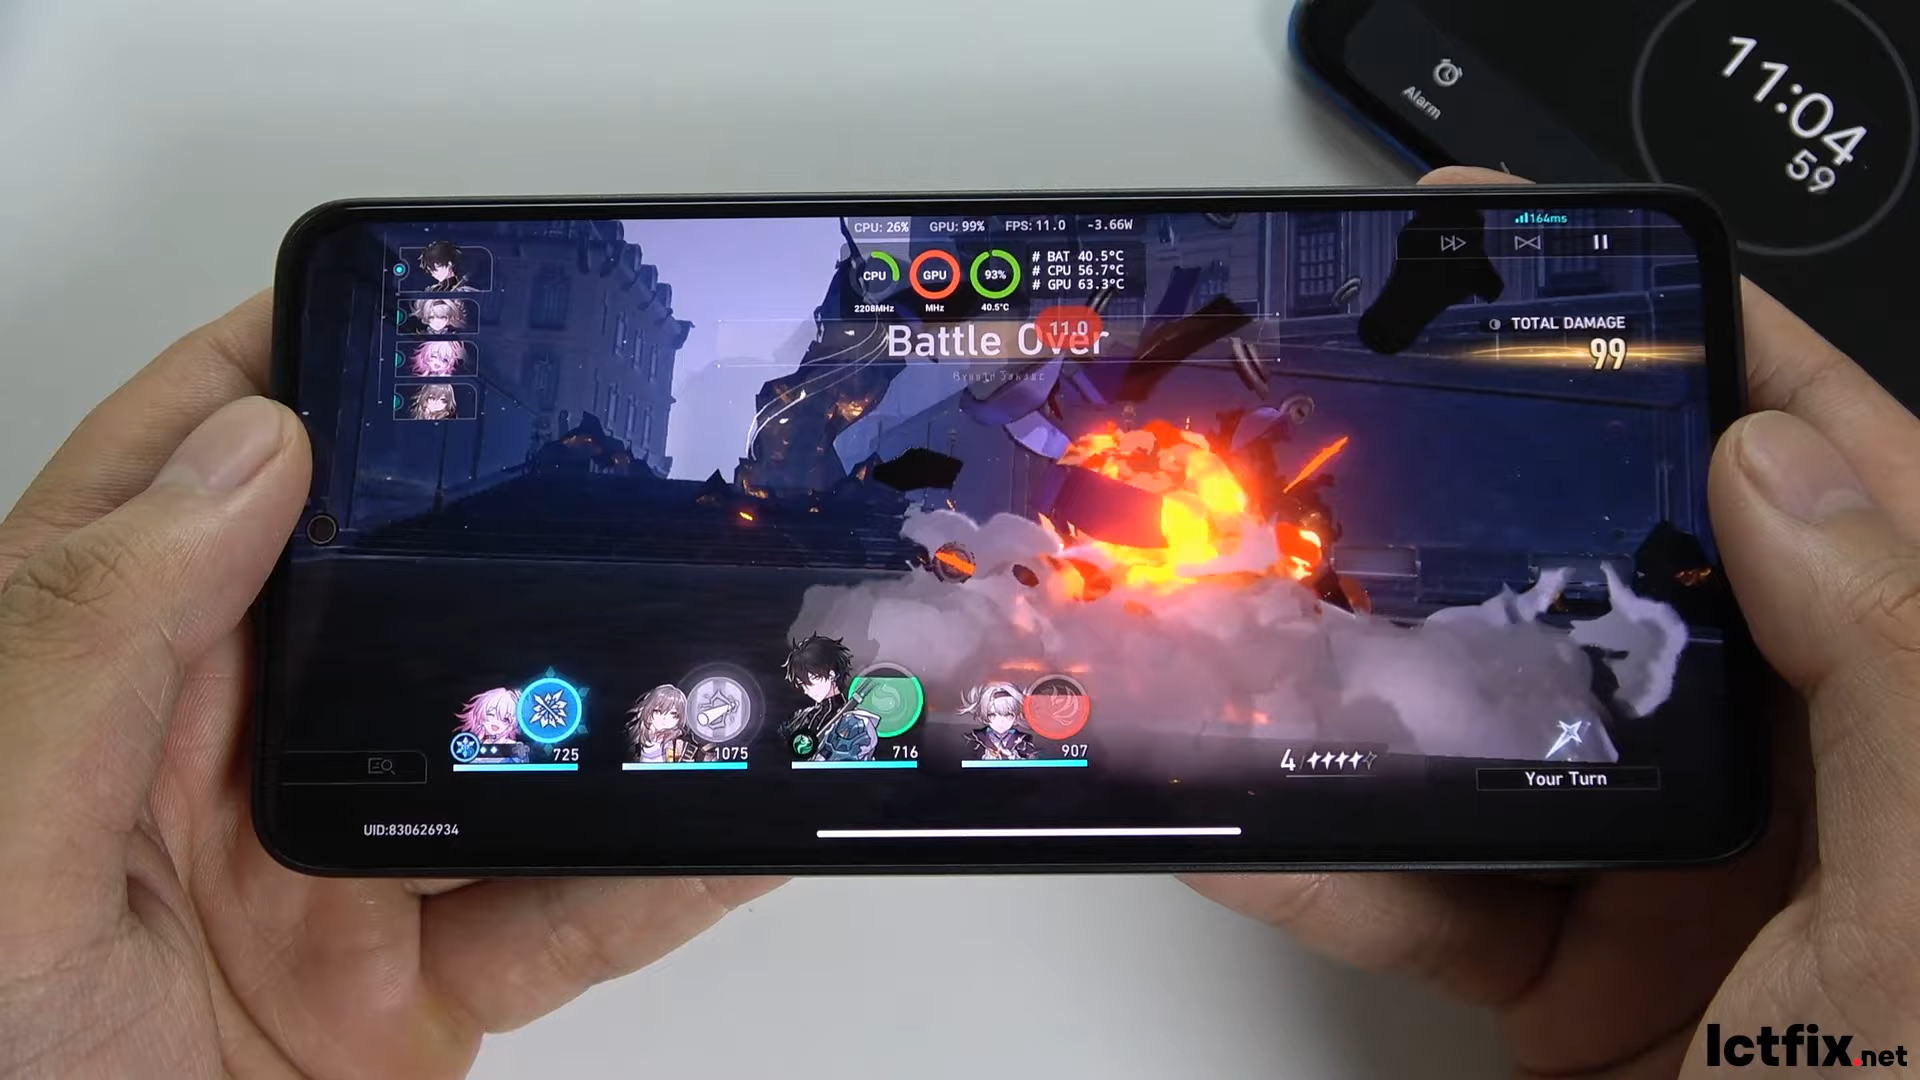 Alarm
11:04
59
CPU: 26% GPU: 99% FPS: 11.0 -3.66W
CPU GPU 93%
# BAT 40.5°C
# CPU 56.7°C
# GPU 63.3°C
2208MHz MHz 40.5°C
164ms
11.0
Battle Over
TOTAL DAMAGE
99
725
1075
716
907
4
Your Turn
UID:830626934
Ictfix.net